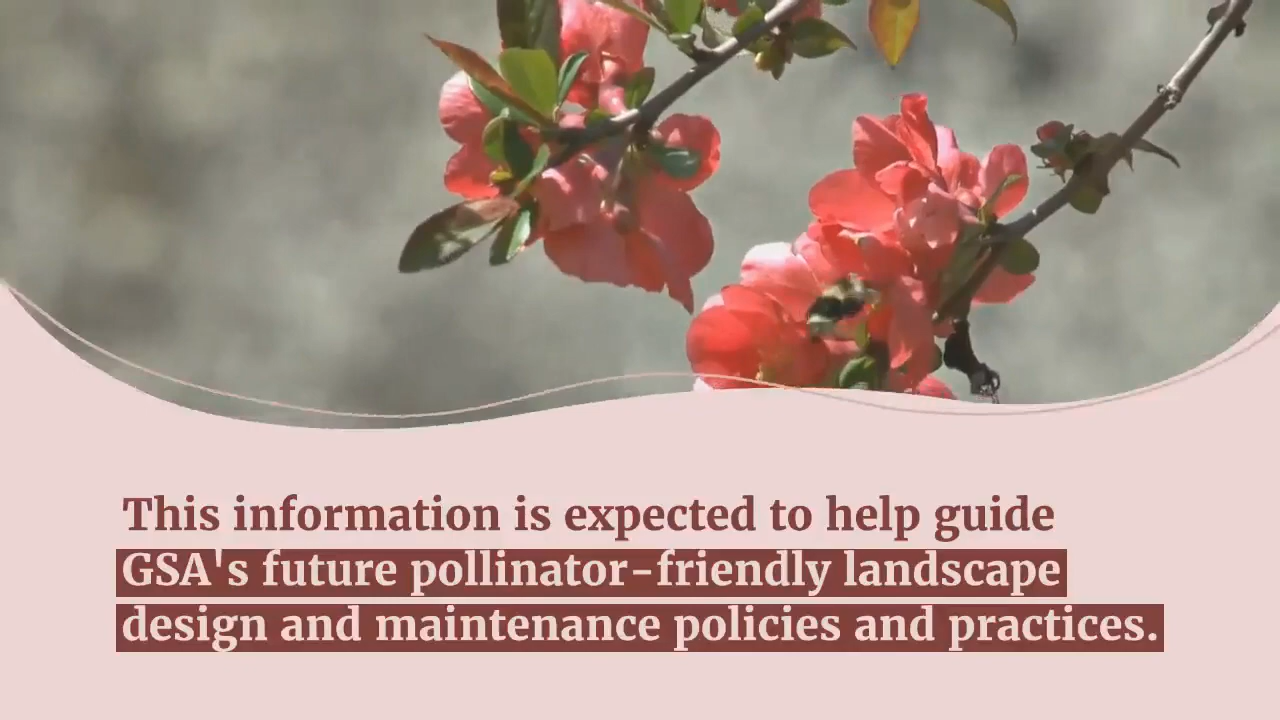 This information is expected to help guide
GSA's future pollinator-friendly landscape
design and maintenance policies and practices.